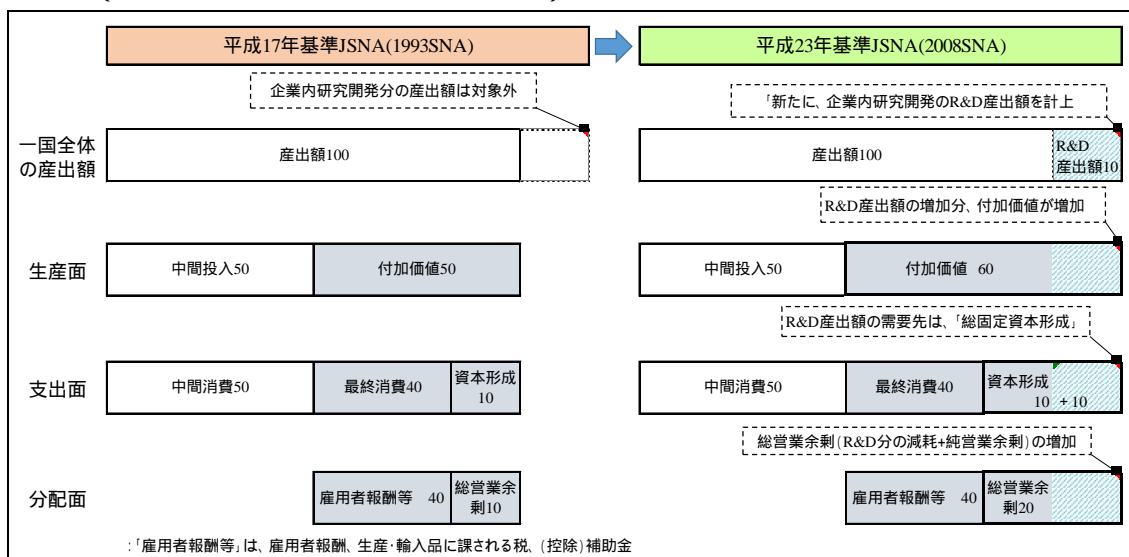 平成17年基準JSNA(1993SNA)
平成23年基準JSNA(2008SNA)
企業内研究開発分の産出額は対象外
「新たに、企業内研究開発のR&D産出額を計上
一国全体
の産出額
産出額100
産出額100
R&D
産出額10
R&D産出額の増加分、付加価値が増加
生産面
中間投入50
付加価値50
中間投入50
付加価値 60
R&D産出額の需要先は、「総固定資本形成」
支出面
中間消費50
最終消費40
資本形成
10
中間消費50
最終消費40
資本形成
10 +10
総営業余剰(R&D分の減耗+純営業余剰)の増加
分配面
雇用者報酬等 40
総営業余
剰10
雇用者報酬等 40
総営業余
剰20
:「雇用者報酬等」は、雇用者報酬、生産・輸入品に課される税、(控除)補助金